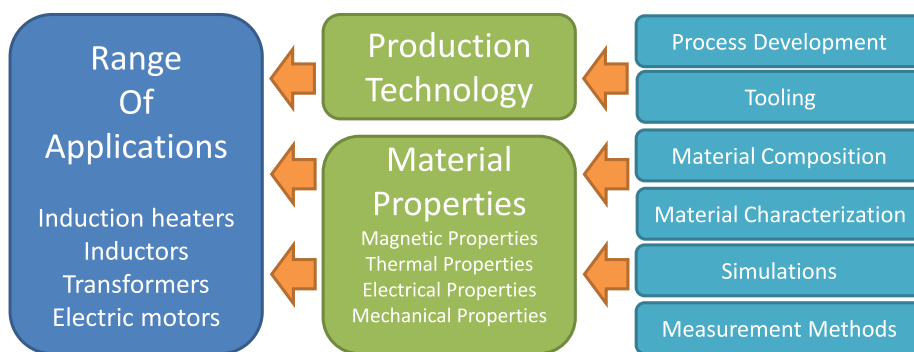 Range
Of
Applications
Induction heaters
Inductors
Transformers
Electric motors
Production
Technology
Material
Properties
Magnetic Properties
Thermal Properties
Electrical Properties
Mechanical Properties
Process Development
Tooling
Material Composition
Material Characterization
Simulations
Measurement Methods